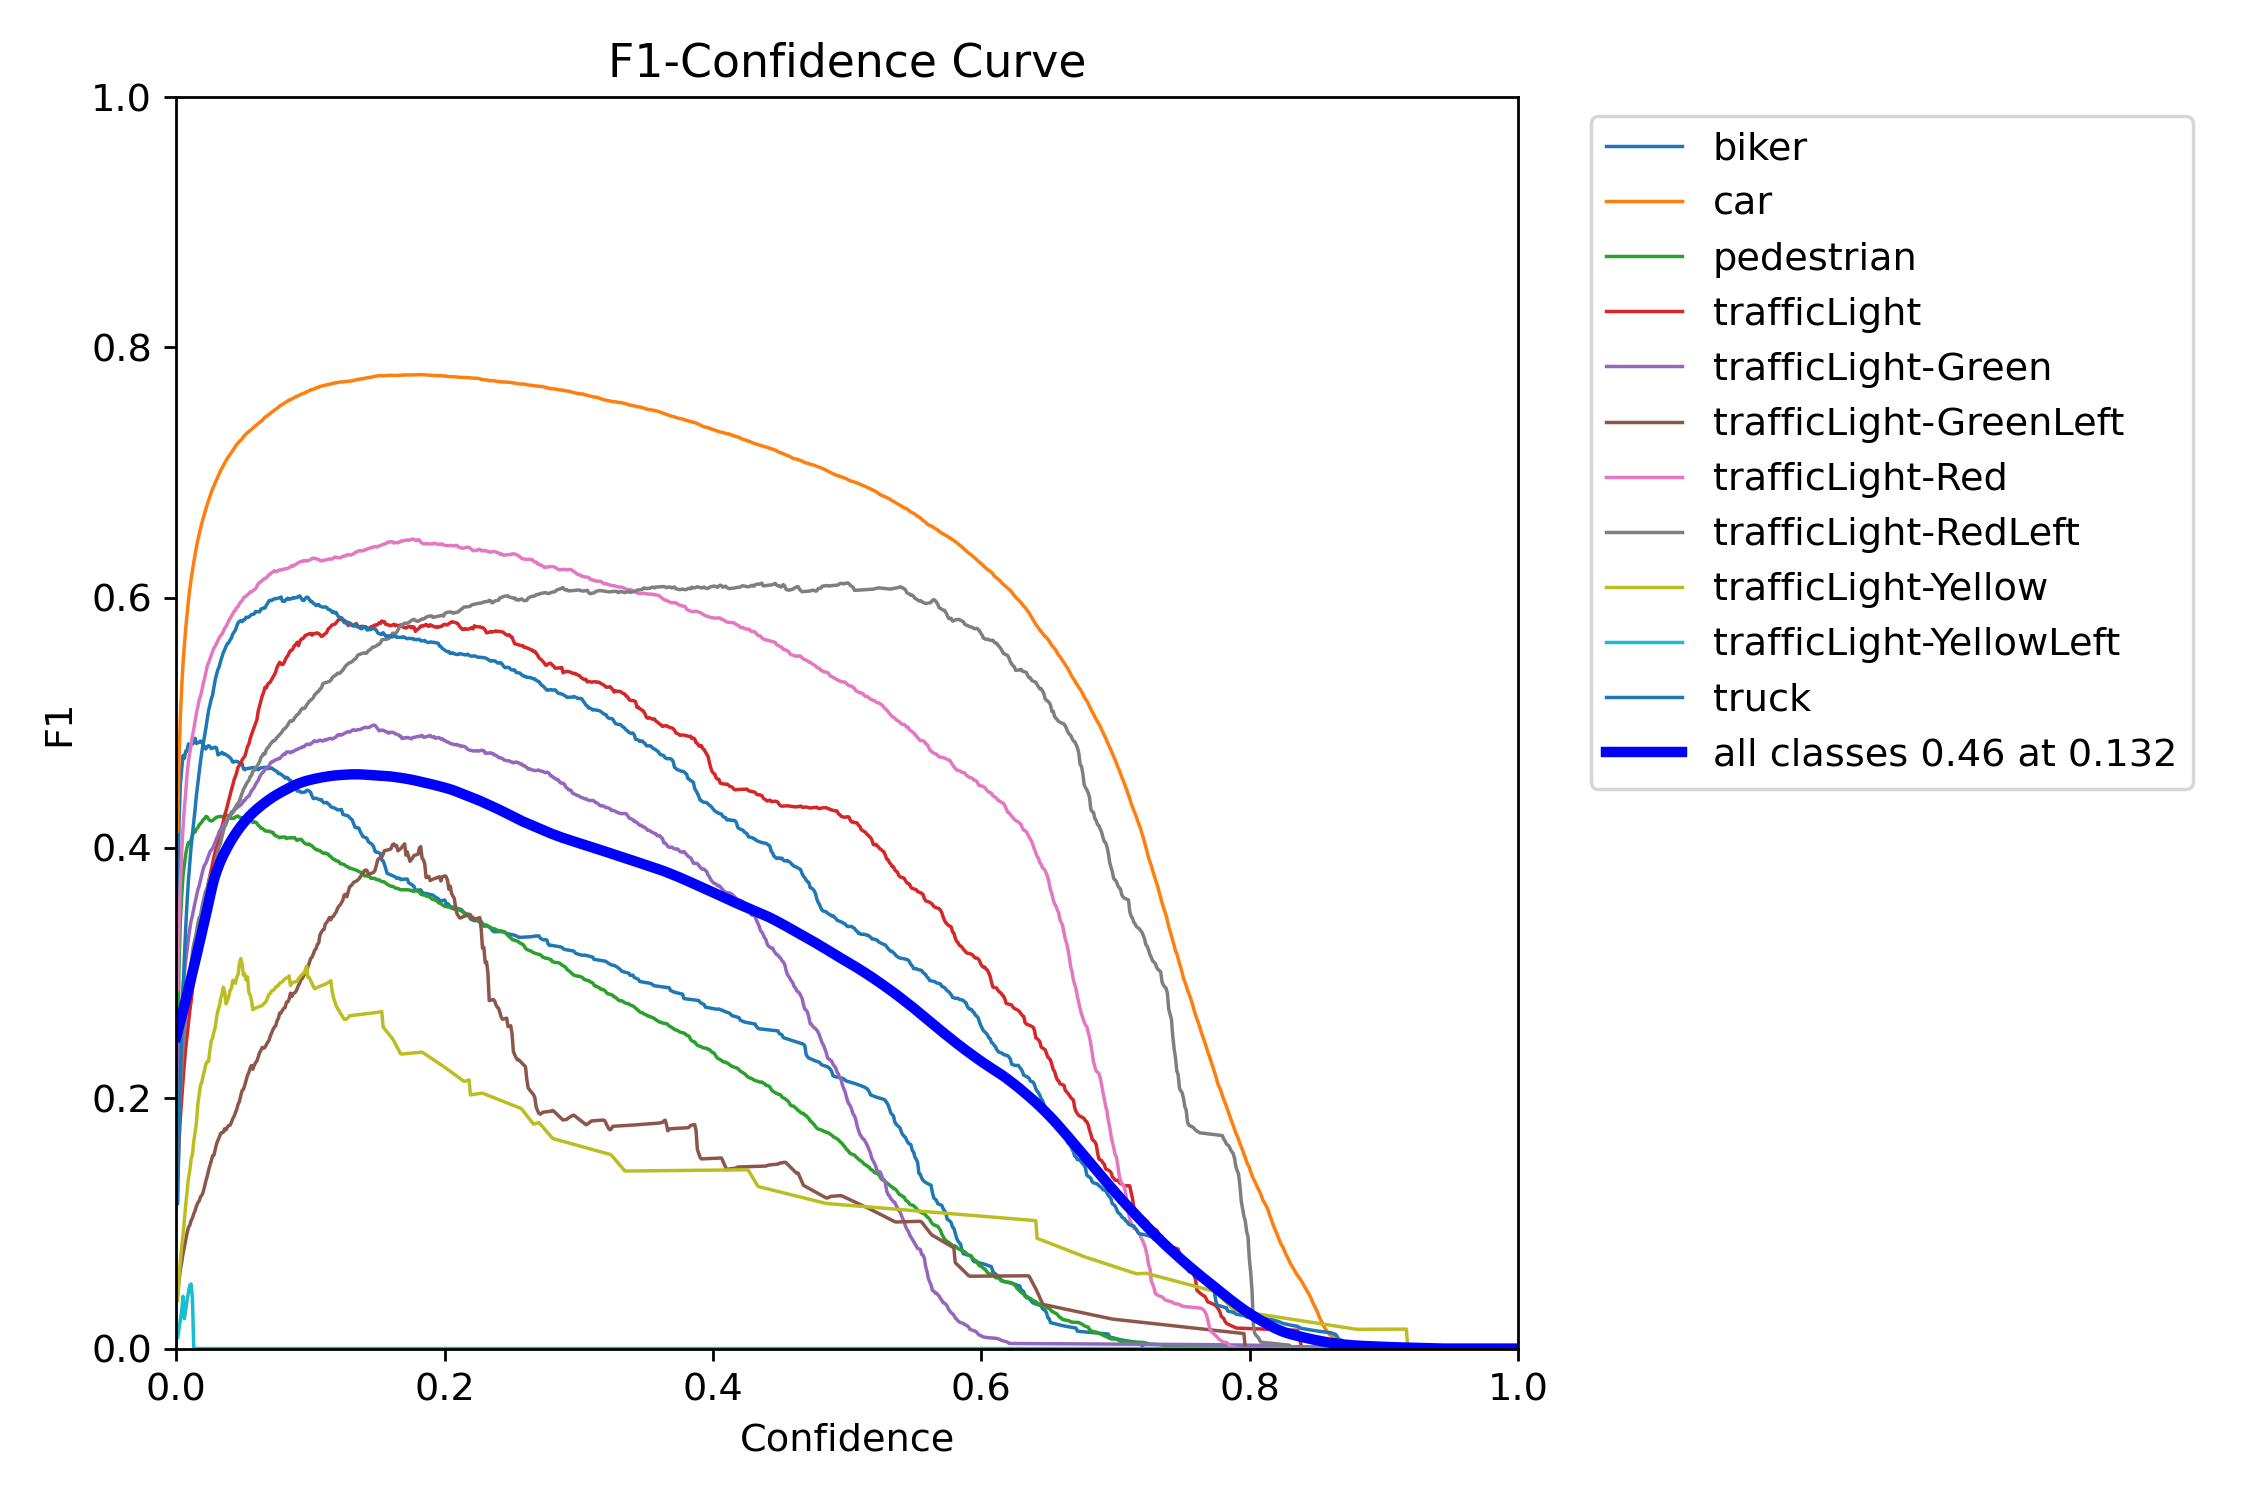 F1-Confidence Curve
1.0
0.8
0.6
0.4
0.2
0.0
F1
0.0 0.2 0.4 0.6 0.8 1.0
Confidence
biker
car
pedestrian
trafficLight
trafficLight-Green
trafficLight-GreenLeft
trafficLight-Red
trafficLight-RedLeft
trafficLight-Yellow
trafficLight-YellowLeft
truck
all classes 0.46 at 0.132